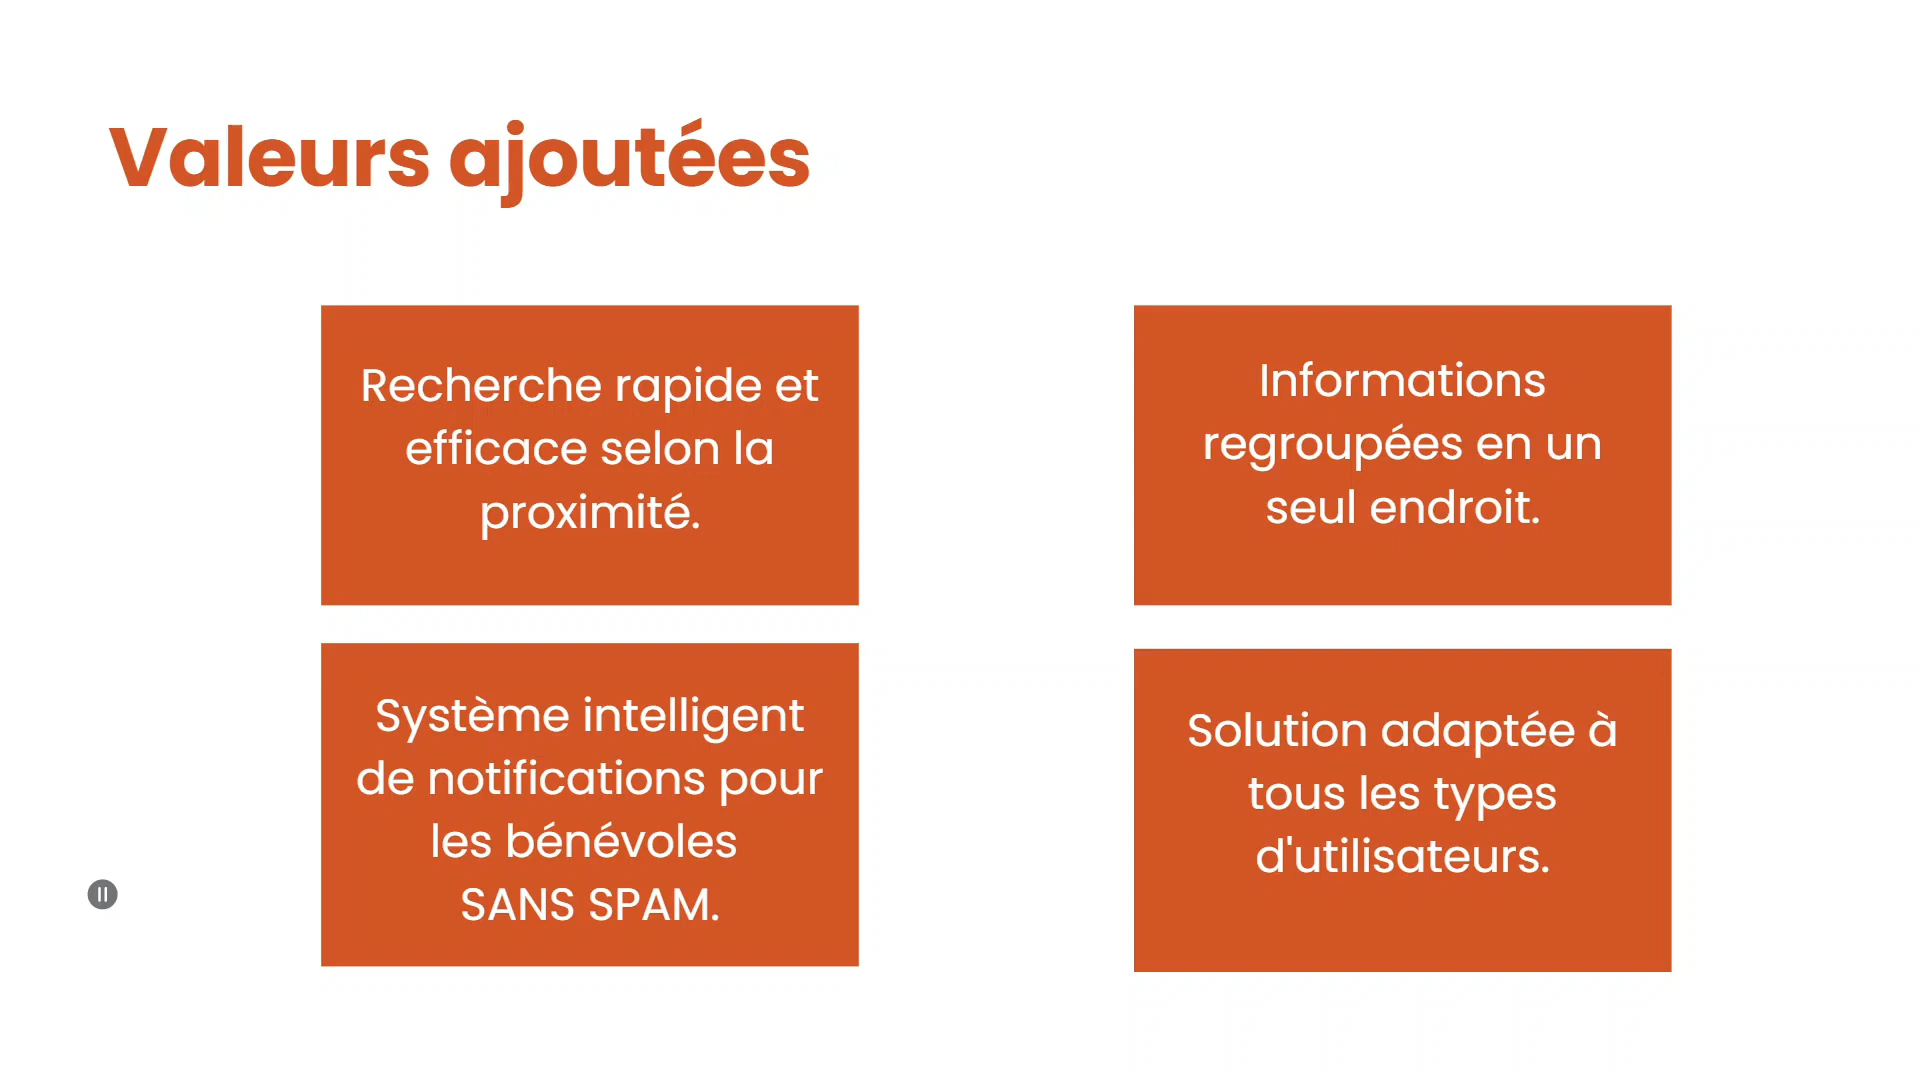 Valeurs ajoutées
Recherche rapide et
efficace selon la
proximité.
Informations
regroupées en un
seul endroit.
Système intelligent
de notifications pour
les bénévoles
SANS SPAM.
Solution adaptée à
tous les types
d'utilisateurs.